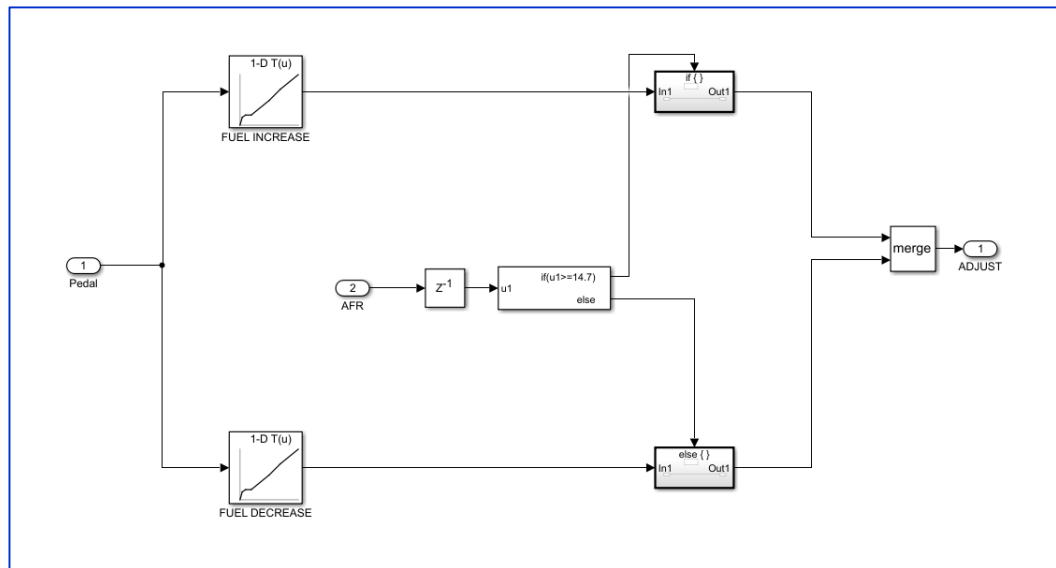 1-D T(u)
FUEL INCREASE
if { }
In1
Out1
1
Pedal
2
AFR
Z-1
u1
if(u1>=14.7)
else
merge
1
ADJUST
1-D T(u)
FUEL DECREASE
else { }
In1
Out1